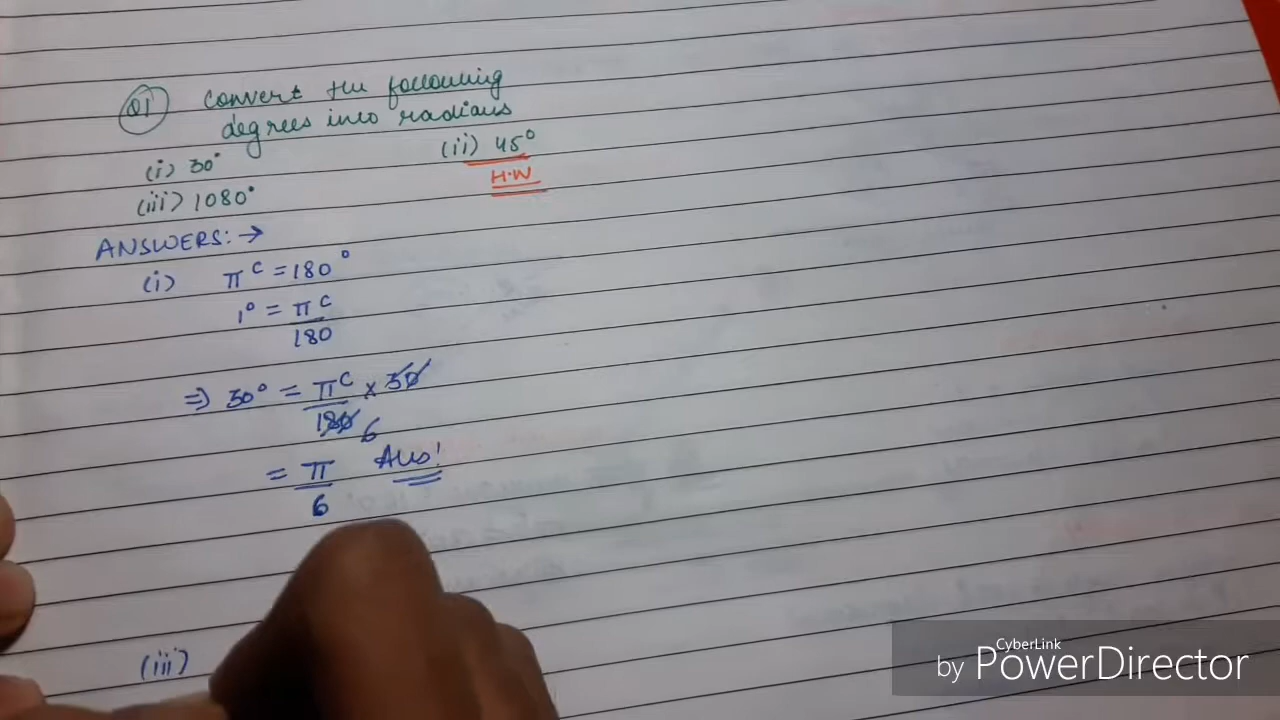 Q1 Convert the following
degrees into radians
(i) 30° (ii) 45°
H.W
(iii) 1080°
ANSWERS: →
(i) π^c = 180°
1° = π^c / 180
⇒ 30° = π^c / 180 × 30
6
= π / 6 Ans!
(iii)
CyberLink
by PowerDirector